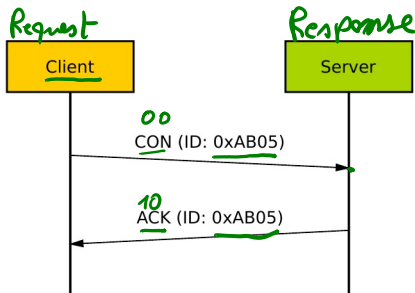 Request Response
Client Server
00
CON (ID: 0xAB05)
10
ACK (ID: 0xAB05)